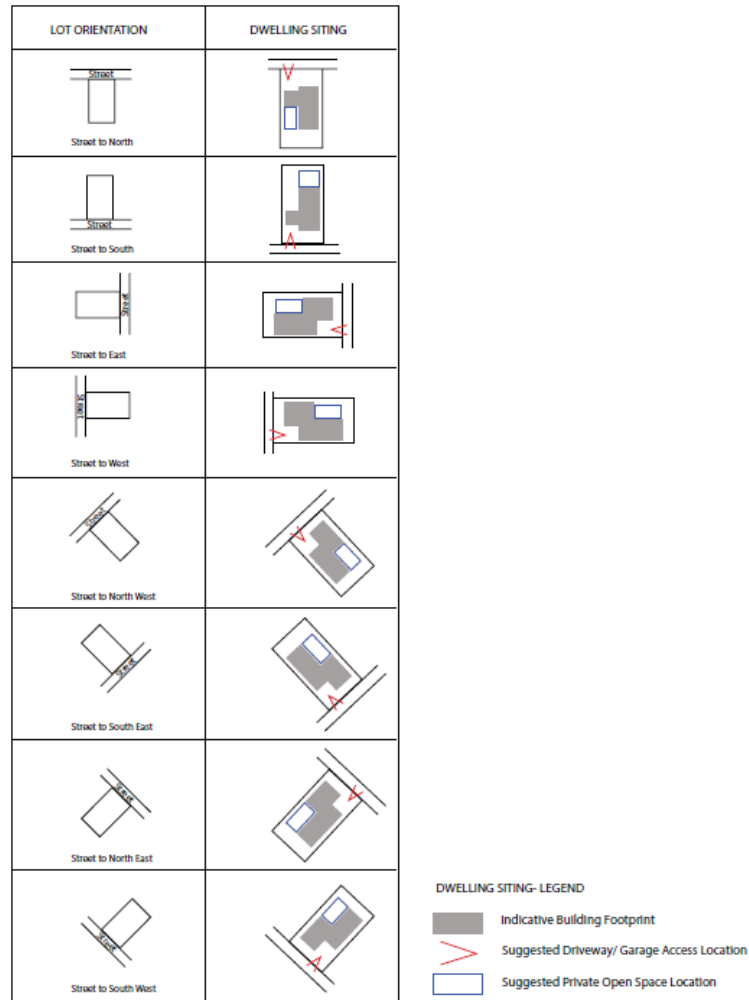 LOT ORIENTATION
DWELLING SITING
Street
Street to North
Street
Street to South
Street
Street to East
Street
Street to West
Street
Street to North West
Street
Street to South East
Street
Street to North East
Street
Street to South West
DWELLING SITING- LEGEND
Indicative Building Footprint
Suggested Driveway/ Garage Access Location
Suggested Private Open Space Location